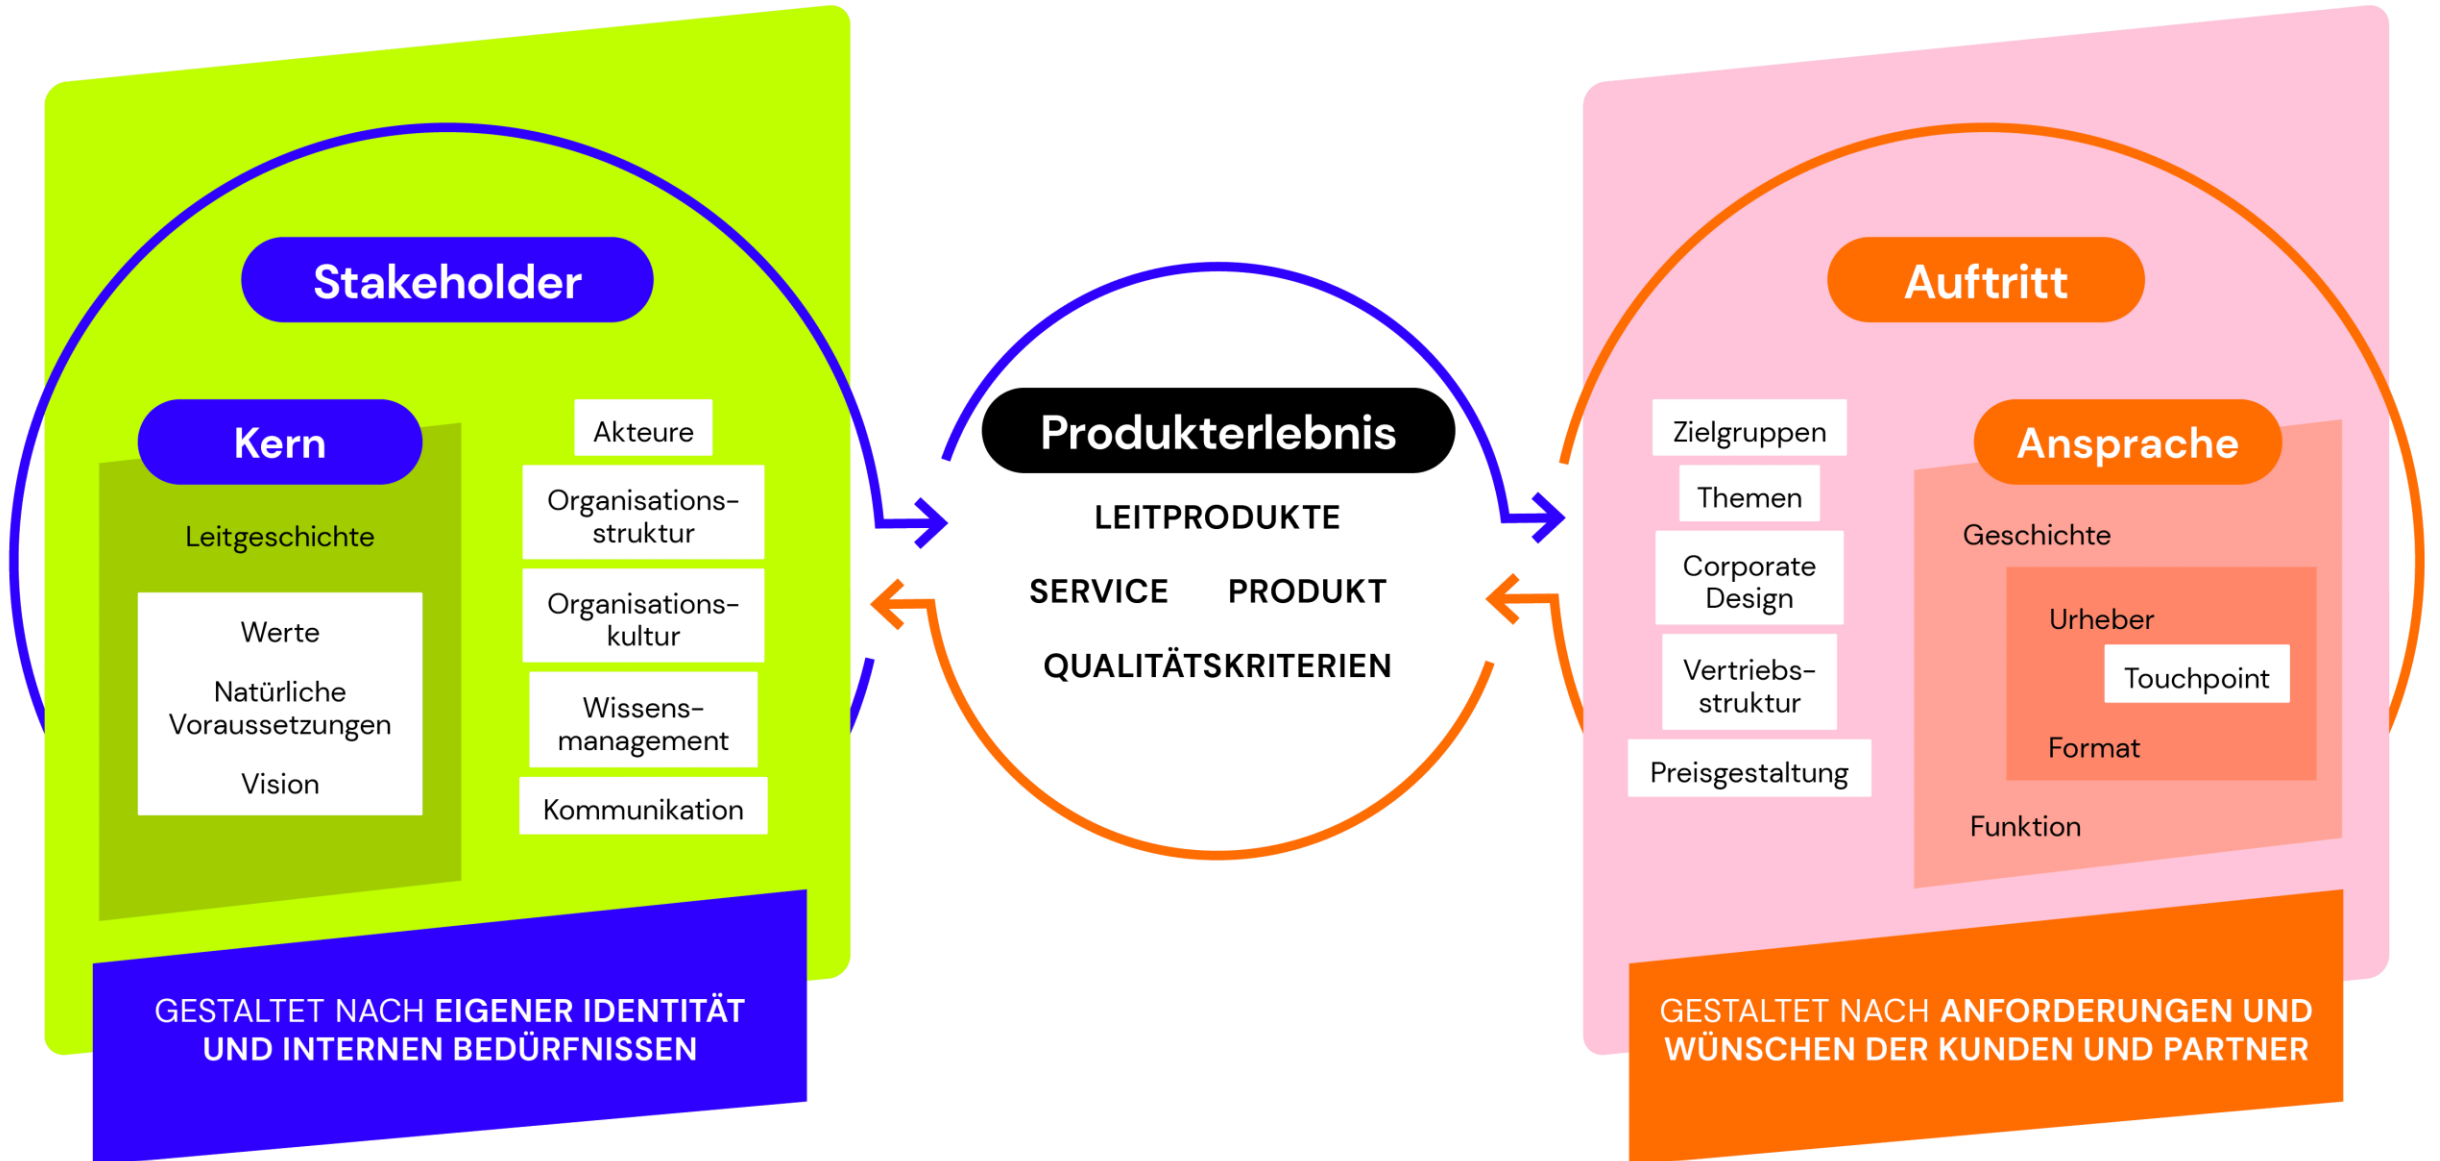 Stakeholder
Kern
Leitgeschichte
Werte
Natürliche
Voraussetzungen
Vision
Akteure
Organisations-
struktur
Organisations-
kultur
Wissens-
management
Kommunikation
GESTALTET NACH EIGENER IDENTITÄT
UND INTERNEN BEDÜRFNISSEN
Produkterlebnis
LEITPRODUKTE
SERVICE PRODUKT
QUALITÄTSKRITERIEN
Auftritt
Zielgruppen
Themen
Corporate
Design
Vertriebs-
struktur
Preisgestaltung
Ansprache
Geschichte
Urheber
Touchpoint
Format
Funktion
GESTALTET NACH ANFORDERUNGEN UND
WÜNSCHEN DER KUNDEN UND PARTNER